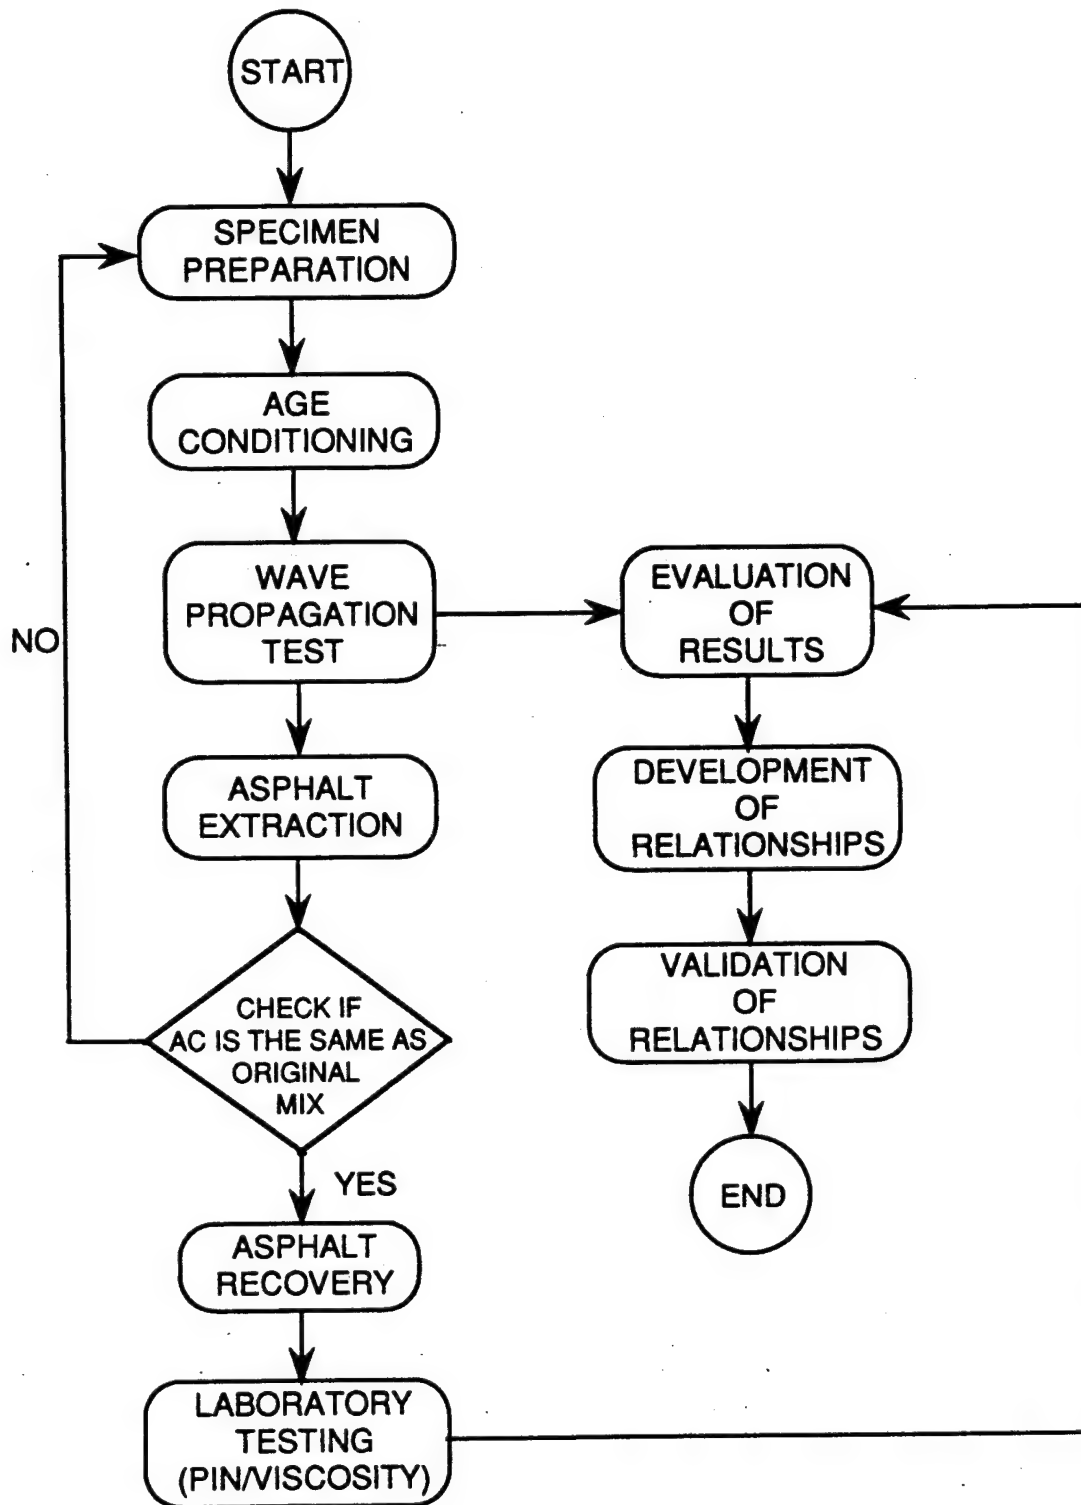 START
SPECIMEN
PREPARATION
AGE
CONDITIONING
WAVE
PROPAGATION
TEST
NO
ASPHALT
EXTRACTION
CHECK IF
AC IS THE SAME AS
ORIGINAL
MIX
YES
ASPHALT
RECOVERY
LABORATORY
TESTING
(PIN/VISCOSITY)
EVALUATION
OF
RESULTS
DEVELOPMENT
OF
RELATIONSHIPS
VALIDATION
OF
RELATIONSHIPS
END